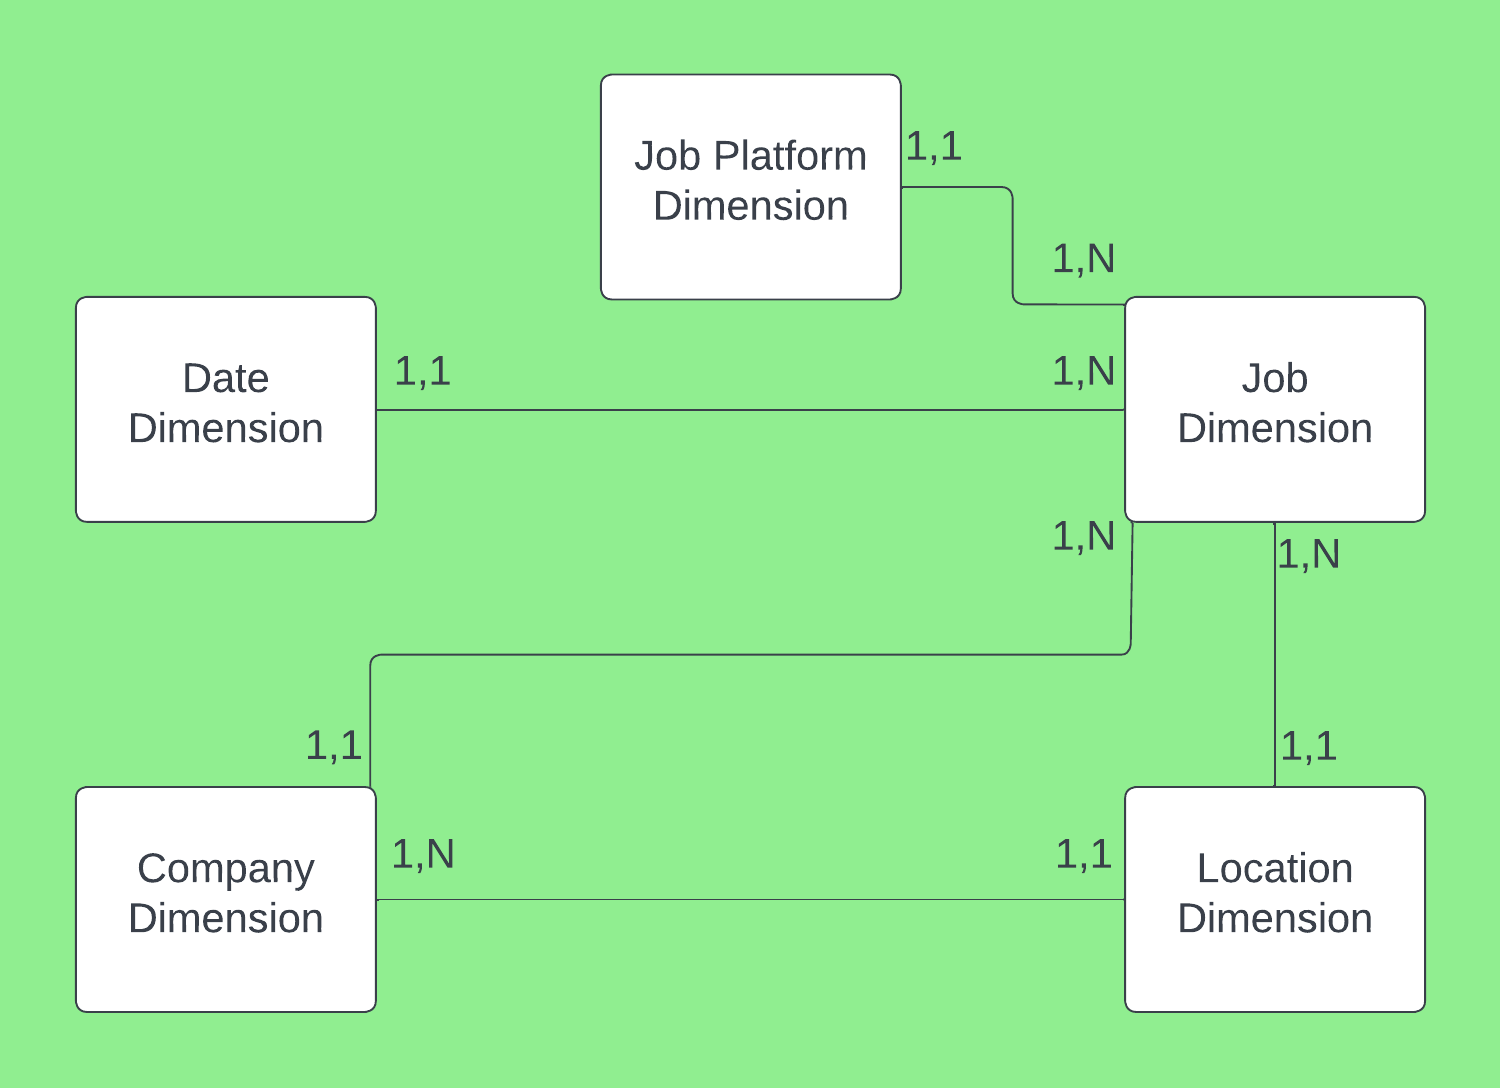 Job Platform
Dimension
1,1
1,N
Date
Dimension
1,1
1,N
Job
Dimension
1,N
1,N
1,1
1,1
Company
Dimension
1,N
1,1
Location
Dimension